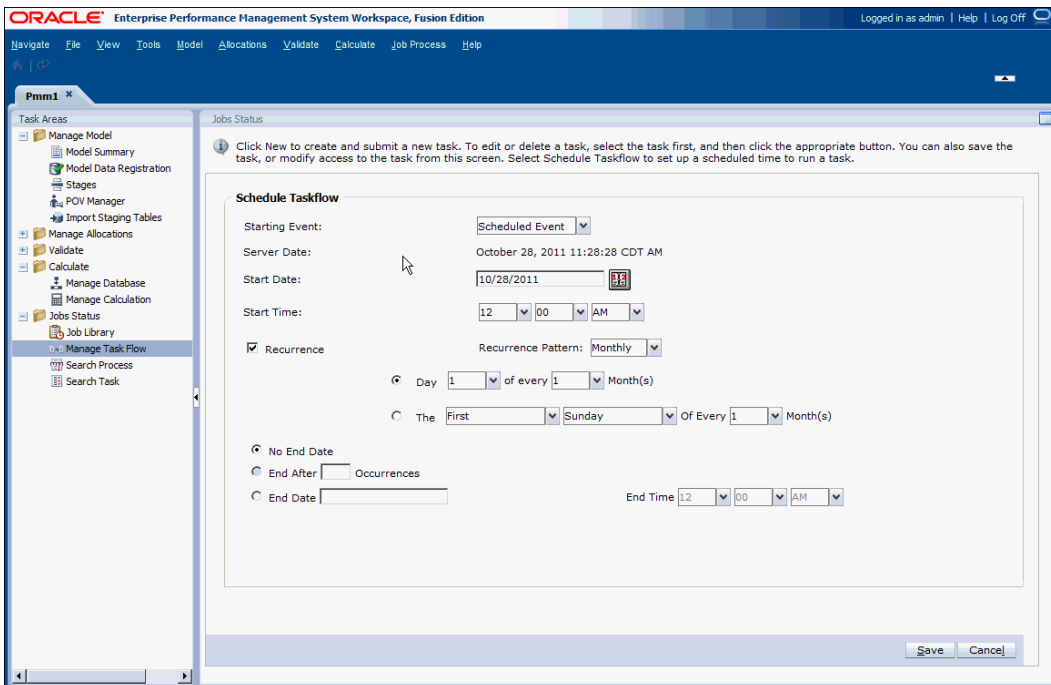 ORACLE Enterprise Performance Management System Workspace, Fusion Edition
Logged in as admin | Help | Log Off
Navigate File View Tools Model Allocations Validate Calculate Job Process Help
Pmm1
Task Areas
Manage Model
Model Summary
Model Data Registration
Stages
POV Manager
Import Staging Tables
Manage Allocations
Validate
Calculate
Manage Database
Manage Calculation
Jobs Status
Job Library
Manage Task Flow
Search Process
Search Task
Jobs Status
Click New to create and submit a new task. To edit or delete a task, select the task first, and then click the appropriate button. You can also save the
task, or modify access to the task from this screen. Select Schedule Taskflow to set up a scheduled time to run a task.
Schedule Taskflow
Starting Event: Scheduled Event
Server Date: October 28, 2011 11:28:28 CDT AM
Start Date: 10/28/2011
Start Time: 12 00 AM
Recurrence Recurrence Pattern: Monthly
Day 1 of every 1 Month(s)
The First Sunday Of Every 1 Month(s)
No End Date
End After Occurrences
End Date End Time 12 00 AM
Save Cancel